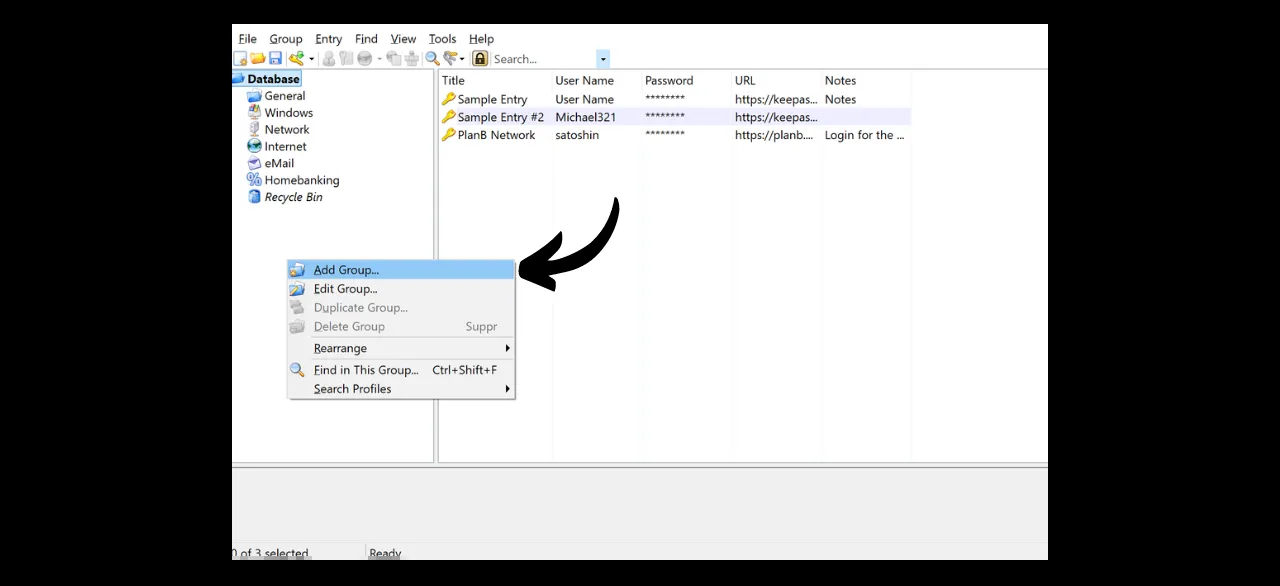 File Group Entry Find View Tools Help
Search...
Database
General
Windows
Network
Internet
eMail
Homebanking
Recycle Bin
Title User Name Password URL Notes
Sample Entry User Name ******** https://keepas... Notes
Sample Entry #2 Michael321 ******** https://keepas...
PlanB Network satoshin ******** https://planb.... Login for the ...
Add Group...
Edit Group...
Duplicate Group...
Delete Group Suppr
Rearrange
Find in This Group... Ctrl+Shift+F
Search Profiles
0 of 3 selected Ready